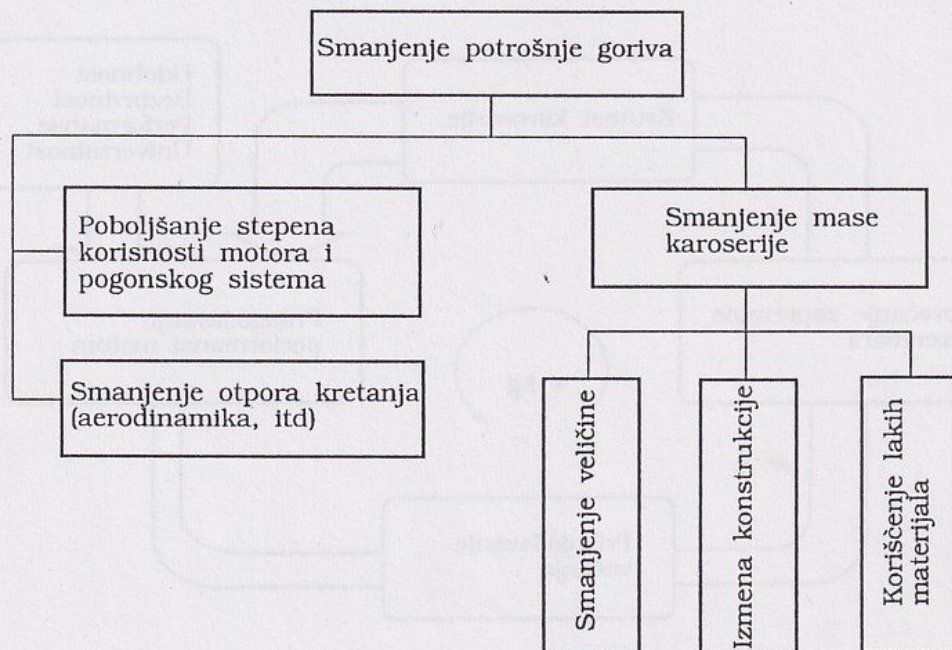 Smanjenje potrošnje goriva
Poboljšanje stepena
korisnosti motora i
pogonskog sistema
Smanjenje otpora kretanja
(aerodinamika, itd)
Smanjenje mase
karoserije
Smanjenje veličine
Izmena konstrukcije
Korišćenje lakih
materijala